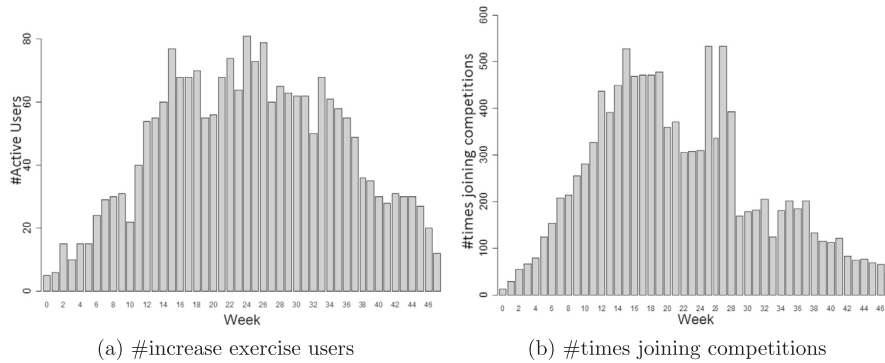 #Active Users
80
60
40
20
0
0 2 4 6 8 10 12 14 16 18 20 22 24 26 28 30 32 34 36 38 40 42 44 46
Week
(a) #increase exercise users
#times joining competitions
600
500
400
300
200
100
0
0 2 4 6 8 10 12 14 16 18 20 22 24 26 28 30 32 34 36 38 40 42 44 46
Week
(b) #times joining competitions